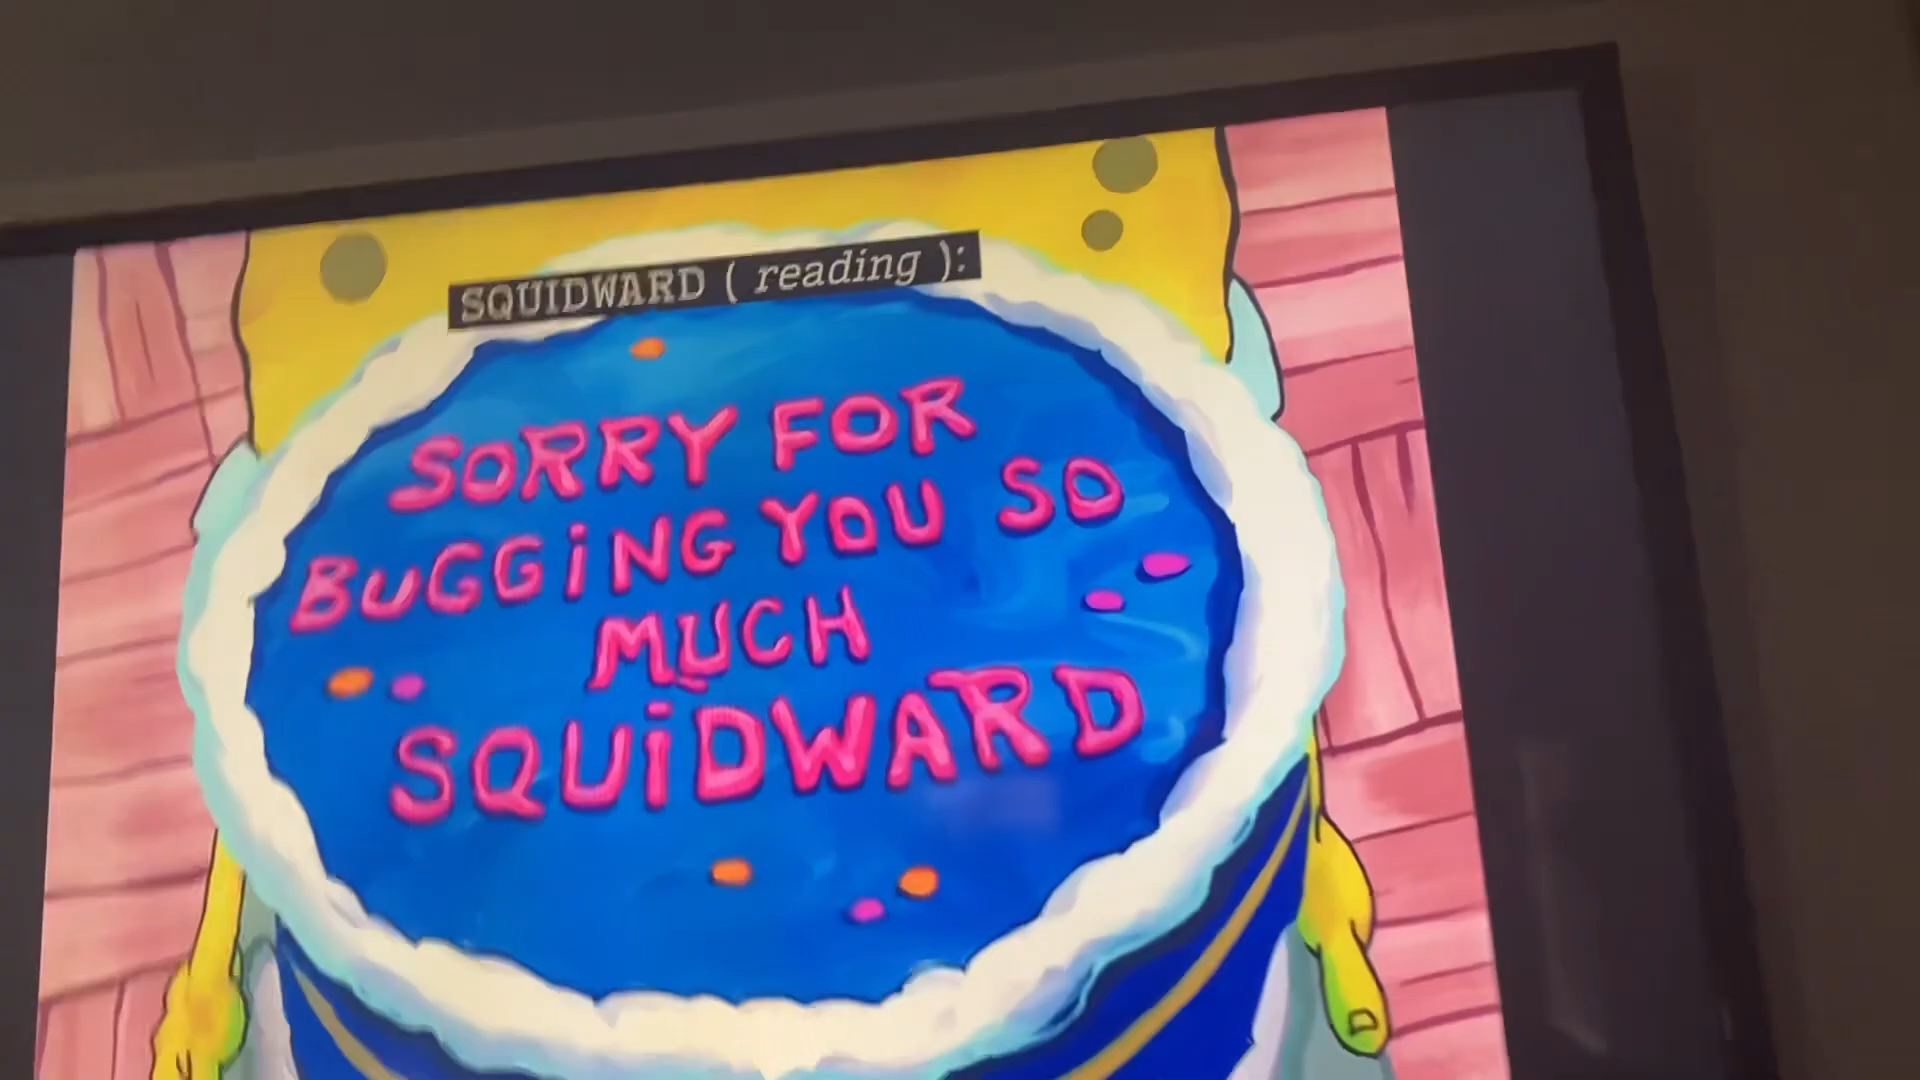 SQUIDWARD ( reading ):
SORRY FOR
BUGGiNG YOU SO
MUCH
SQUiDWARD